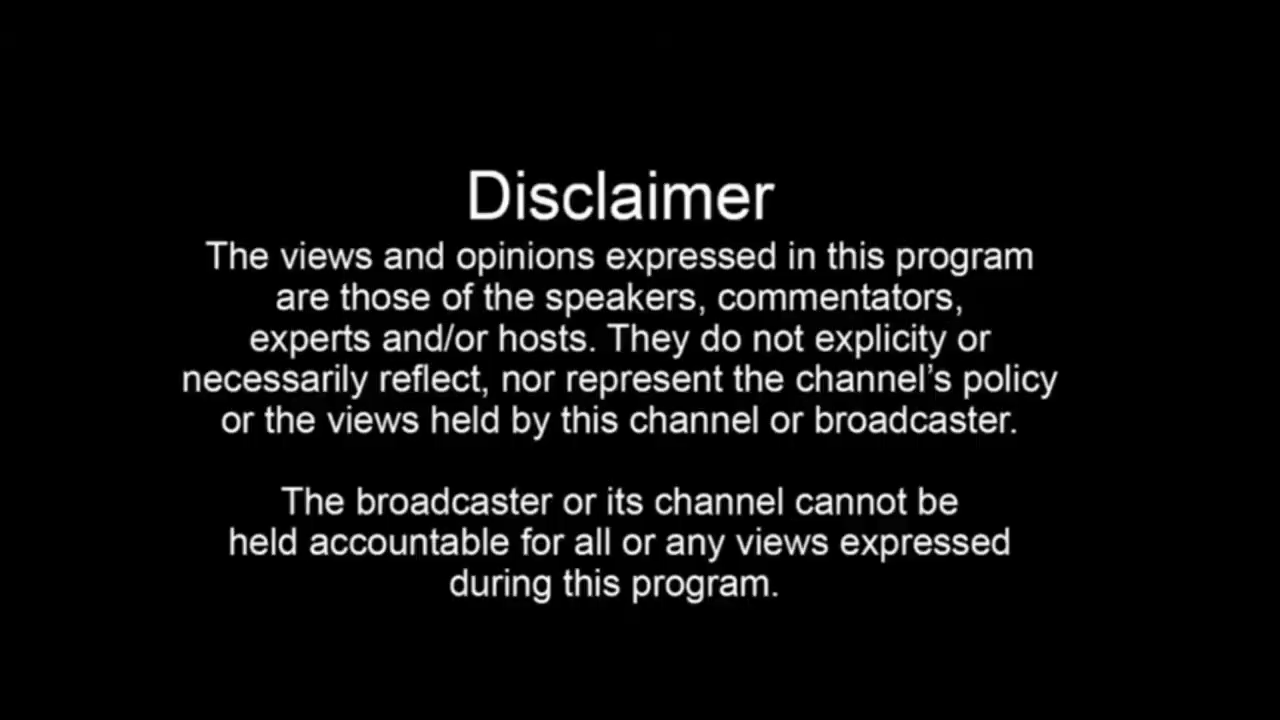 Disclaimer
The views and opinions expressed in this program
are those of the speakers, commentators,
experts and/or hosts. They do not explicity or
necessarily reflect, nor represent the channel’s policy
or the views held by this channel or broadcaster.
The broadcaster or its channel cannot be
held accountable for all or any views expressed
during this program.